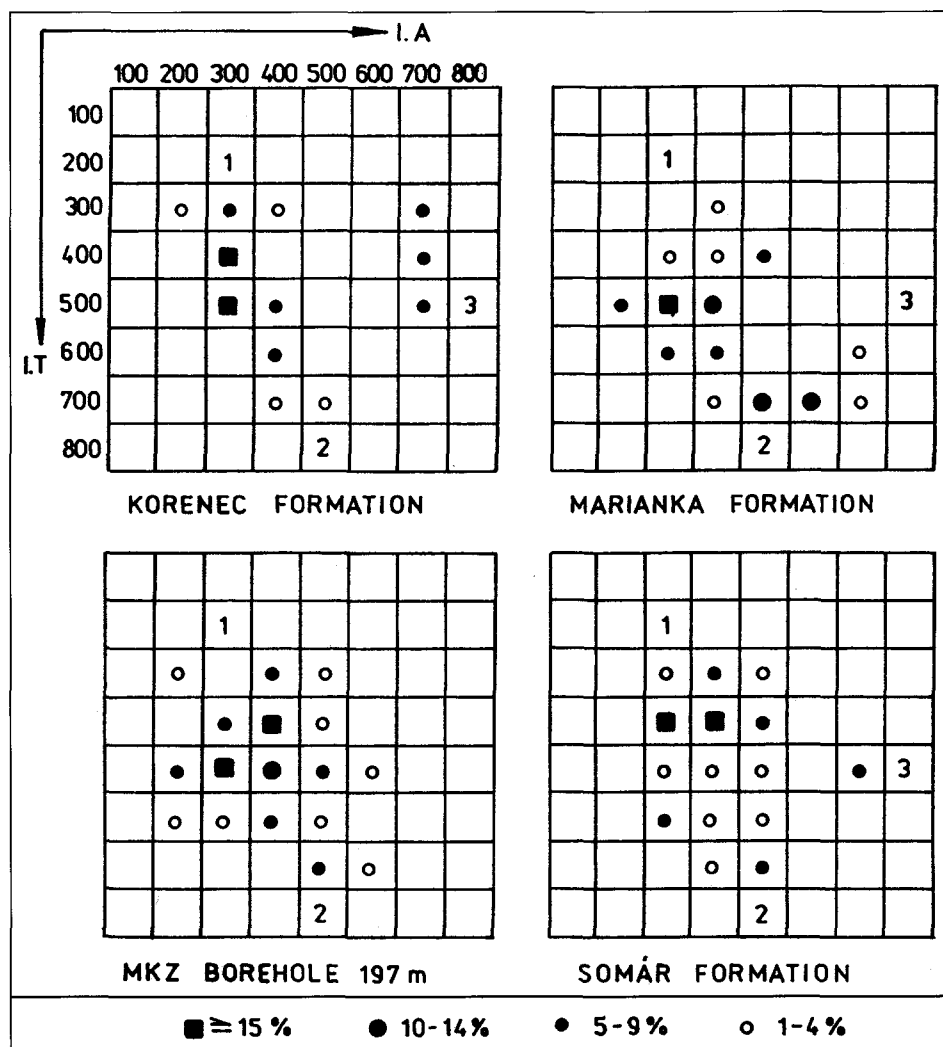 I.A
100 200 300 400 500 600 700 800
I.T
100
200
300
400
500
600
700
800
1
3
2
KORENEC FORMATION
1
3
2
MARIANKA FORMATION
1
2
MKZ BOREHOLE 197 m
1
3
2
SOMÁR FORMATION
≧ 15 % 10-14% 5-9% 1-4%